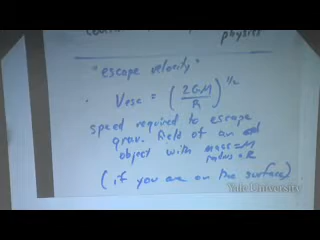 physics
"escape velocity"
· Vesc = (2GM/R)^1/2
speed required to escape
grav. field of an
object with mass = M
radius = R
(if you are on the surface)
Yale University